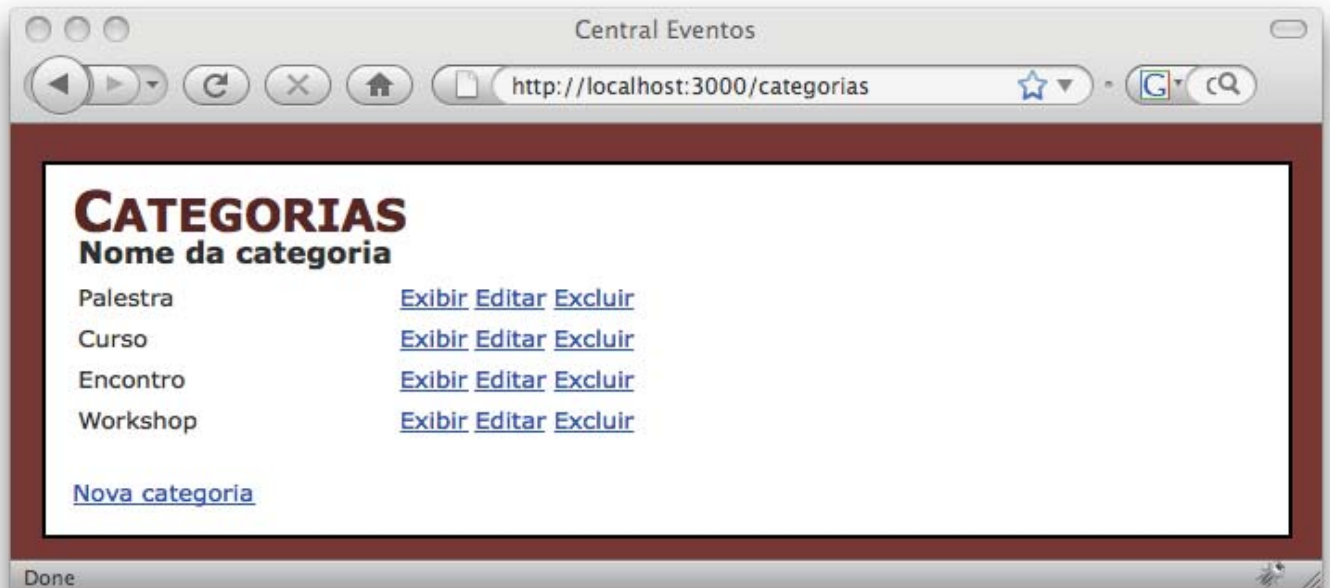 Central Eventos
http://localhost:3000/categorias
G
CATEGORIAS
Nome da categoria
Palestra Exibir Editar Excluir
Curso Exibir Editar Excluir
Encontro Exibir Editar Excluir
Workshop Exibir Editar Excluir
Nova categoria
Done